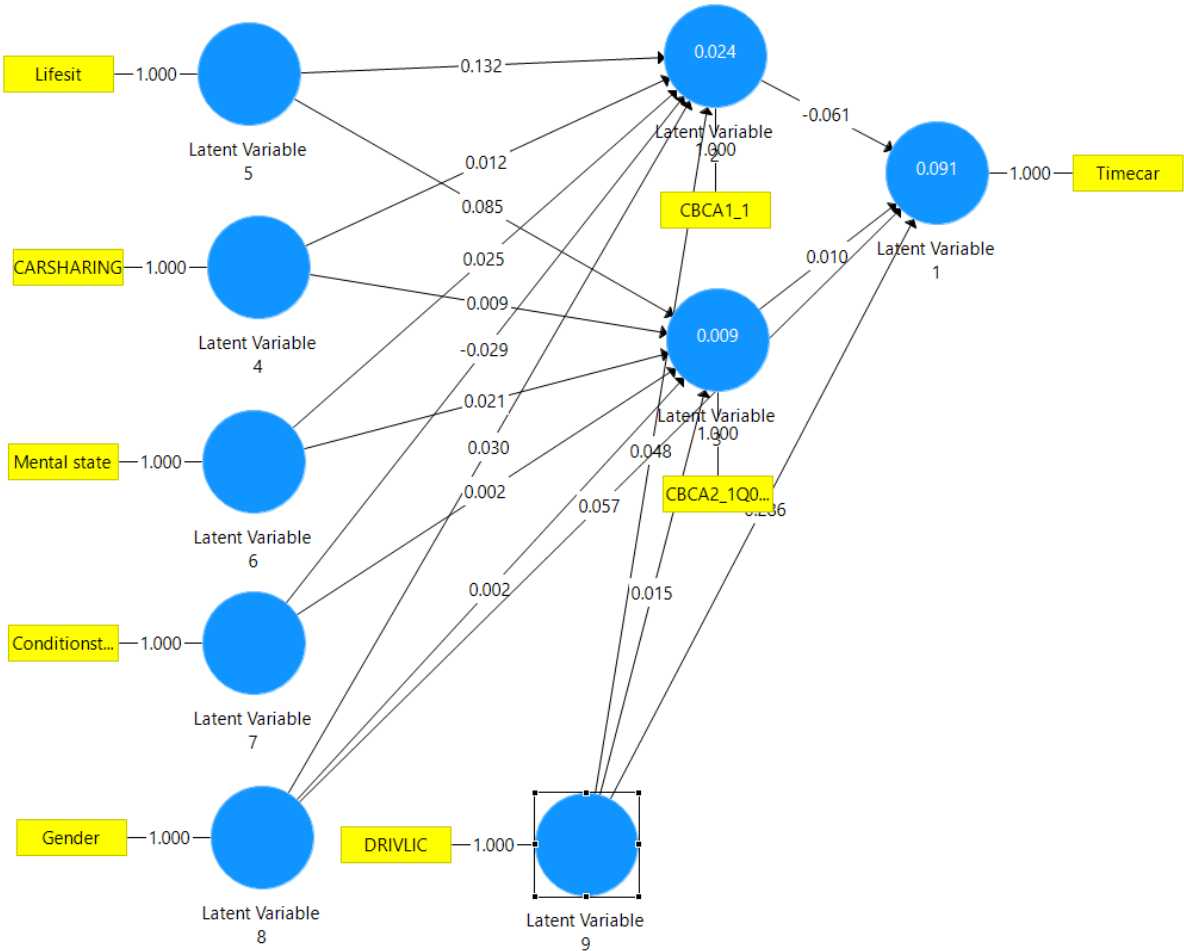 Lifesit
1.000
Latent Variable
5
0.132
0.024
Latent Variable
2
1.000
CBCA1_1
-0.061
0.091
1.000
Timecar
Latent Variable
1
0.012
0.085
CARSHARING
1.000
Latent Variable
4
0.025
0.009
-0.029
0.010
0.009
Latent Variable
3
1.000
CBCA2_1Q0...
Mental state
1.000
Latent Variable
6
0.021
0.030
0.002
0.048
0.057
Conditionst...
1.000
Latent Variable
7
0.002
0.015
Gender
1.000
Latent Variable
8
DRIVLIC
1.000
Latent Variable
9